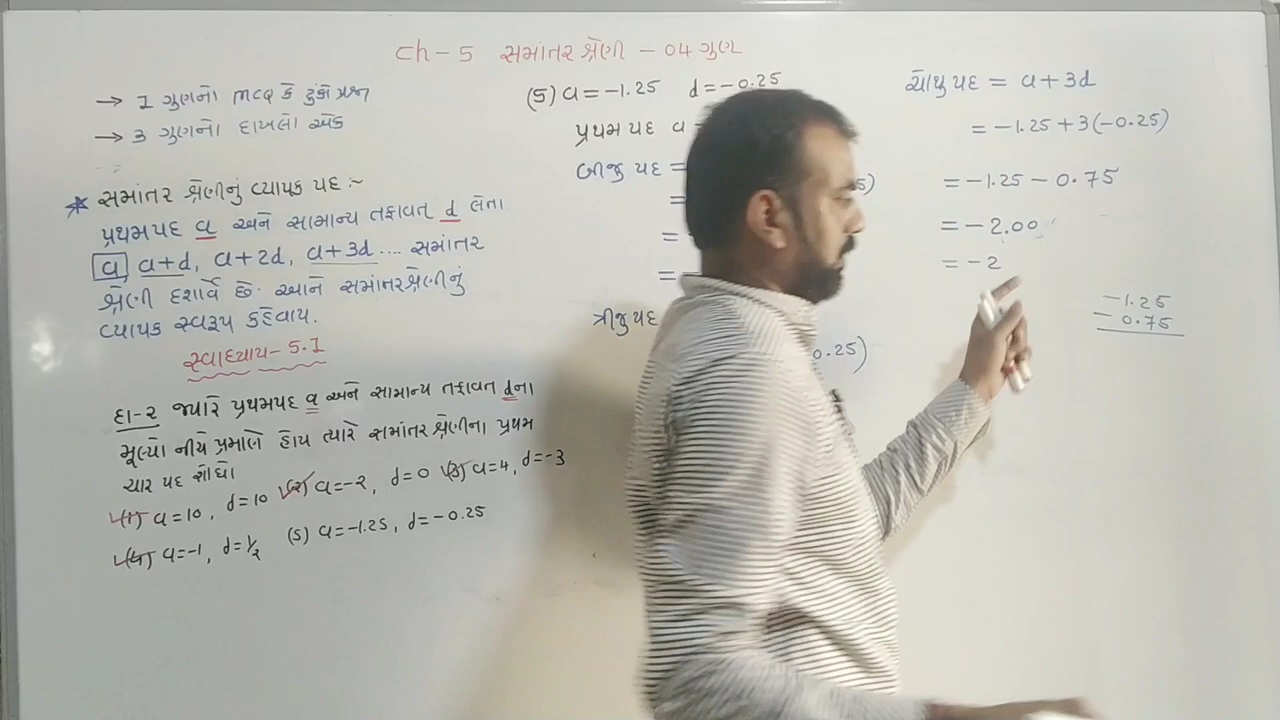 Ch-5 સમાંતર શ્રેણી - 04 ગુણ
→ 1 ગુણનો MCQ કે ટુંકો પ્રશ્ન
→ 3 ગુણનો દાખલો એક
* સમાંતર શ્રેણીનું વ્યાપક પદ :-
પ્રથમપદ a અને સામાન્ય તફાવત d લેતા
a, a+d, a+2d, a+3d.... સમાંતર
શ્રેણી દર્શાવે છે. આને સમાંતરશ્રેણીનું
વ્યાપક સ્વરૂપ કહેવાય.
સ્વાધ્યાય-5.1
દા-૨ જ્યારે પ્રથમપદ a અને સામાન્ય તફાવત dના
મૂલ્યો નીચે પ્રમાણે હોય ત્યારે સમાંતર શ્રેણીના પ્રથમ
ચાર પદ શોધો
(1) a=10, d=10 (2) a=-2, d=0 (3) a=4, d=-3
(4) a=-1, d=1/2 (5) a=-1.25, d=-0.25
(5) a=-1.25 d=-0.25
પ્રથમ પદ a
બીજુ પદ =
=
=
=
ત્રીજુ પદ
0.25)
ચોથુ પદ = a+3d
= -1.25+3(-0.25)
= -1.25 - 0.75
= -2.00
= -2
-1.25
- 0.75